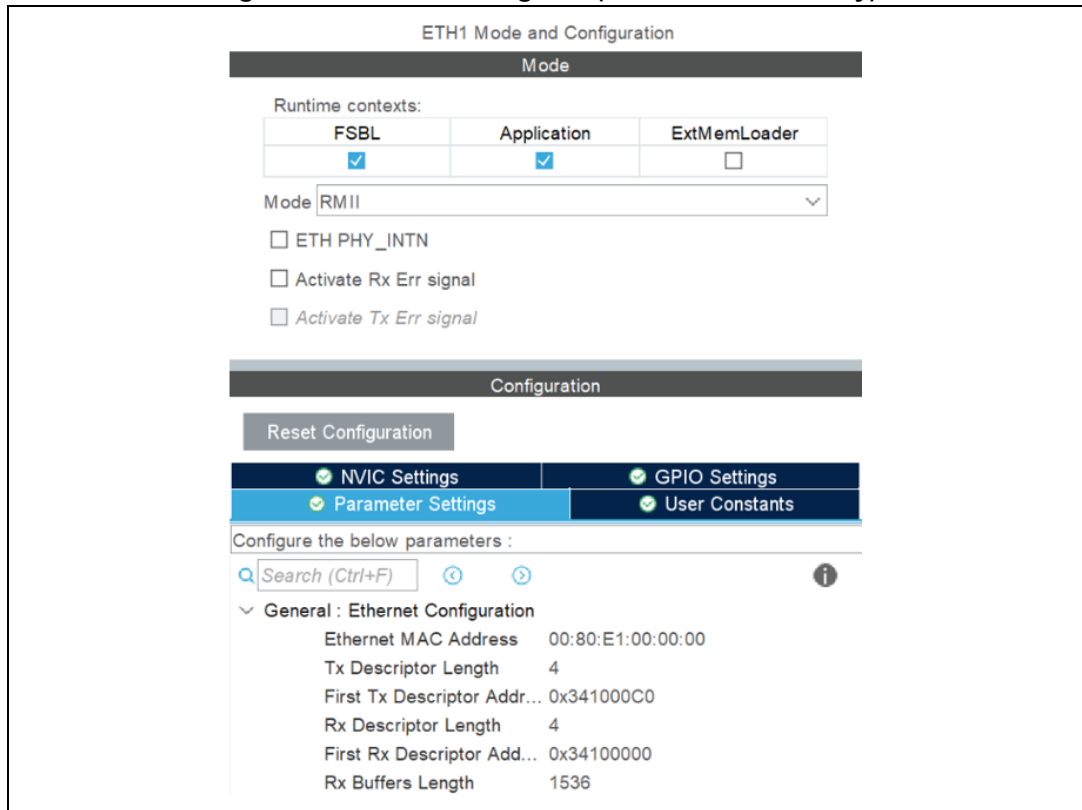 ETH1 Mode and Configuration
Mode
Runtime contexts:
FSBL Application ExtMemLoader
Mode RMII
ETH PHY_INTN
Activate Rx Err signal
Activate Tx Err signal
Configuration
Reset Configuration
NVIC Settings GPIO Settings
Parameter Settings User Constants
Configure the below parameters :
Search (Ctrl+F)
General : Ethernet Configuration
Ethernet MAC Address 00:80:E1:00:00:00
Tx Descriptor Length 4
First Tx Descriptor Addr... 0x341000C0
Rx Descriptor Length 4
First Rx Descriptor Add... 0x34100000
Rx Buffers Length 1536